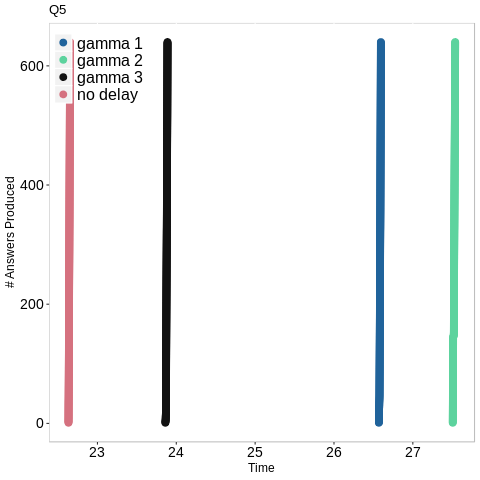 Q5
gamma 1
gamma 2
gamma 3
no delay
# Answers Produced
600
400
200
0
23 24 25 26 27
Time